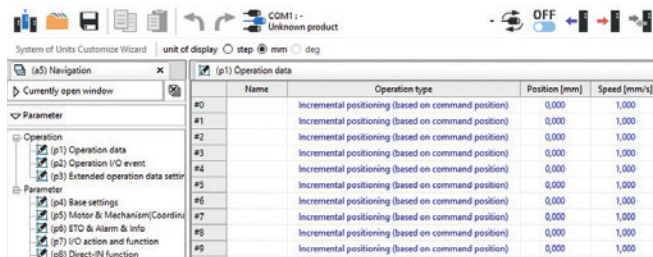 COM1 : -
Unknown product
- OFF
System of Units Customize Wizard unit of display step mm deg
(a5) Navigation ×
Currently open window
Parameter
Operation
(p1) Operation data
(p2) Operation I/O event
(p3) Extended operation data settin
Parameter
(p4) Base settings
(p5) Motor & Mechanism(Coordina
(p6) ETO & Alarm & Info
(p7) I/O action and function
(p8) Direct-IN function
(p1) Operation data
Name Operation type Position [mm] Speed [mm/s]
#0 Incremental positioning (based on command position) 0,000 1,000
#1 Incremental positioning (based on command position) 0,000 1,000
#2 Incremental positioning (based on command position) 0,000 1,000
#3 Incremental positioning (based on command position) 0,000 1,000
#4 Incremental positioning (based on command position) 0,000 1,000
#5 Incremental positioning (based on command position) 0,000 1,000
#6 Incremental positioning (based on command position) 0,000 1,000
#7 Incremental positioning (based on command position) 0,000 1,000
#8 Incremental positioning (based on command position) 0,000 1,000
#9 Incremental positioning (based on command position) 0,000 1,000